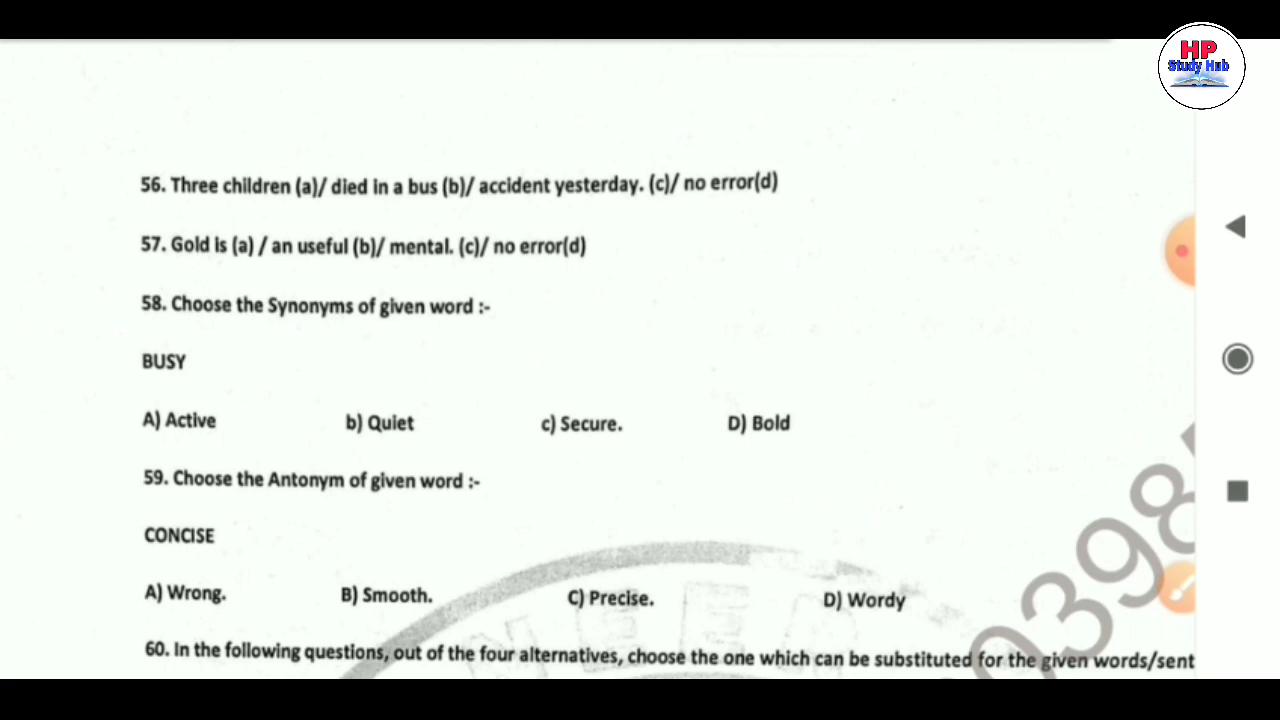 HP
Study Hub
56. Three children (a)/ died in a bus (b)/ accident yesterday. (c)/ no error(d)
57. Gold is (a) / an useful (b)/ mental. (c)/ no error(d)
58. Choose the Synonyms of given word :-
BUSY
A) Active b) Quiet c) Secure. D) Bold
59. Choose the Antonym of given word :-
CONCISE
A) Wrong. B) Smooth. C) Precise. D) Wordy
60. In the following questions, out of the four alternatives, choose the one which can be substituted for the given words/sent